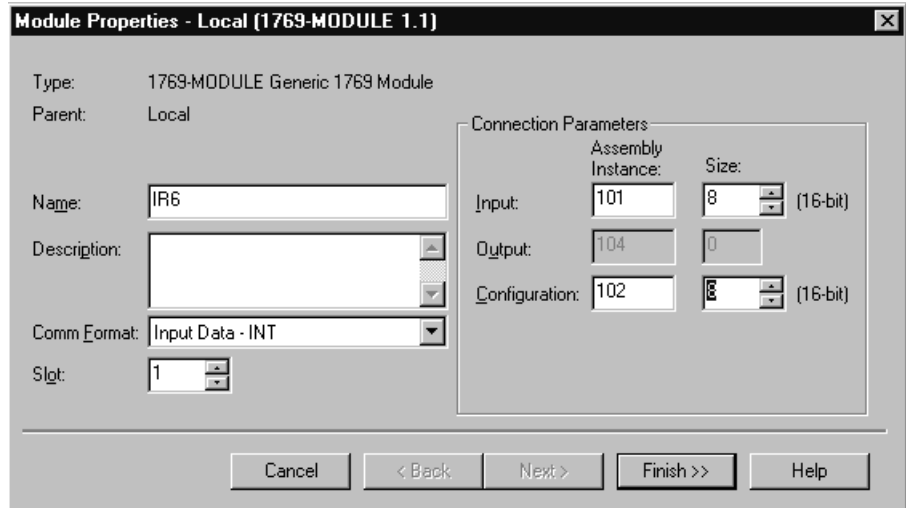 Module Properties - Local (1769-MODULE 1.1)
Type: 1769-MODULE Generic 1769 Module
Parent: Local
Connection Parameters
Assembly Instance: Size:
Name: IR6
Input: 101 8 (16-bit)
Description:
Output: 104 0
Configuration: 102 8 (16-bit)
Comm Format: Input Data - INT
Slot: 1
Cancel
< Back
Next >
Finish >>
Help